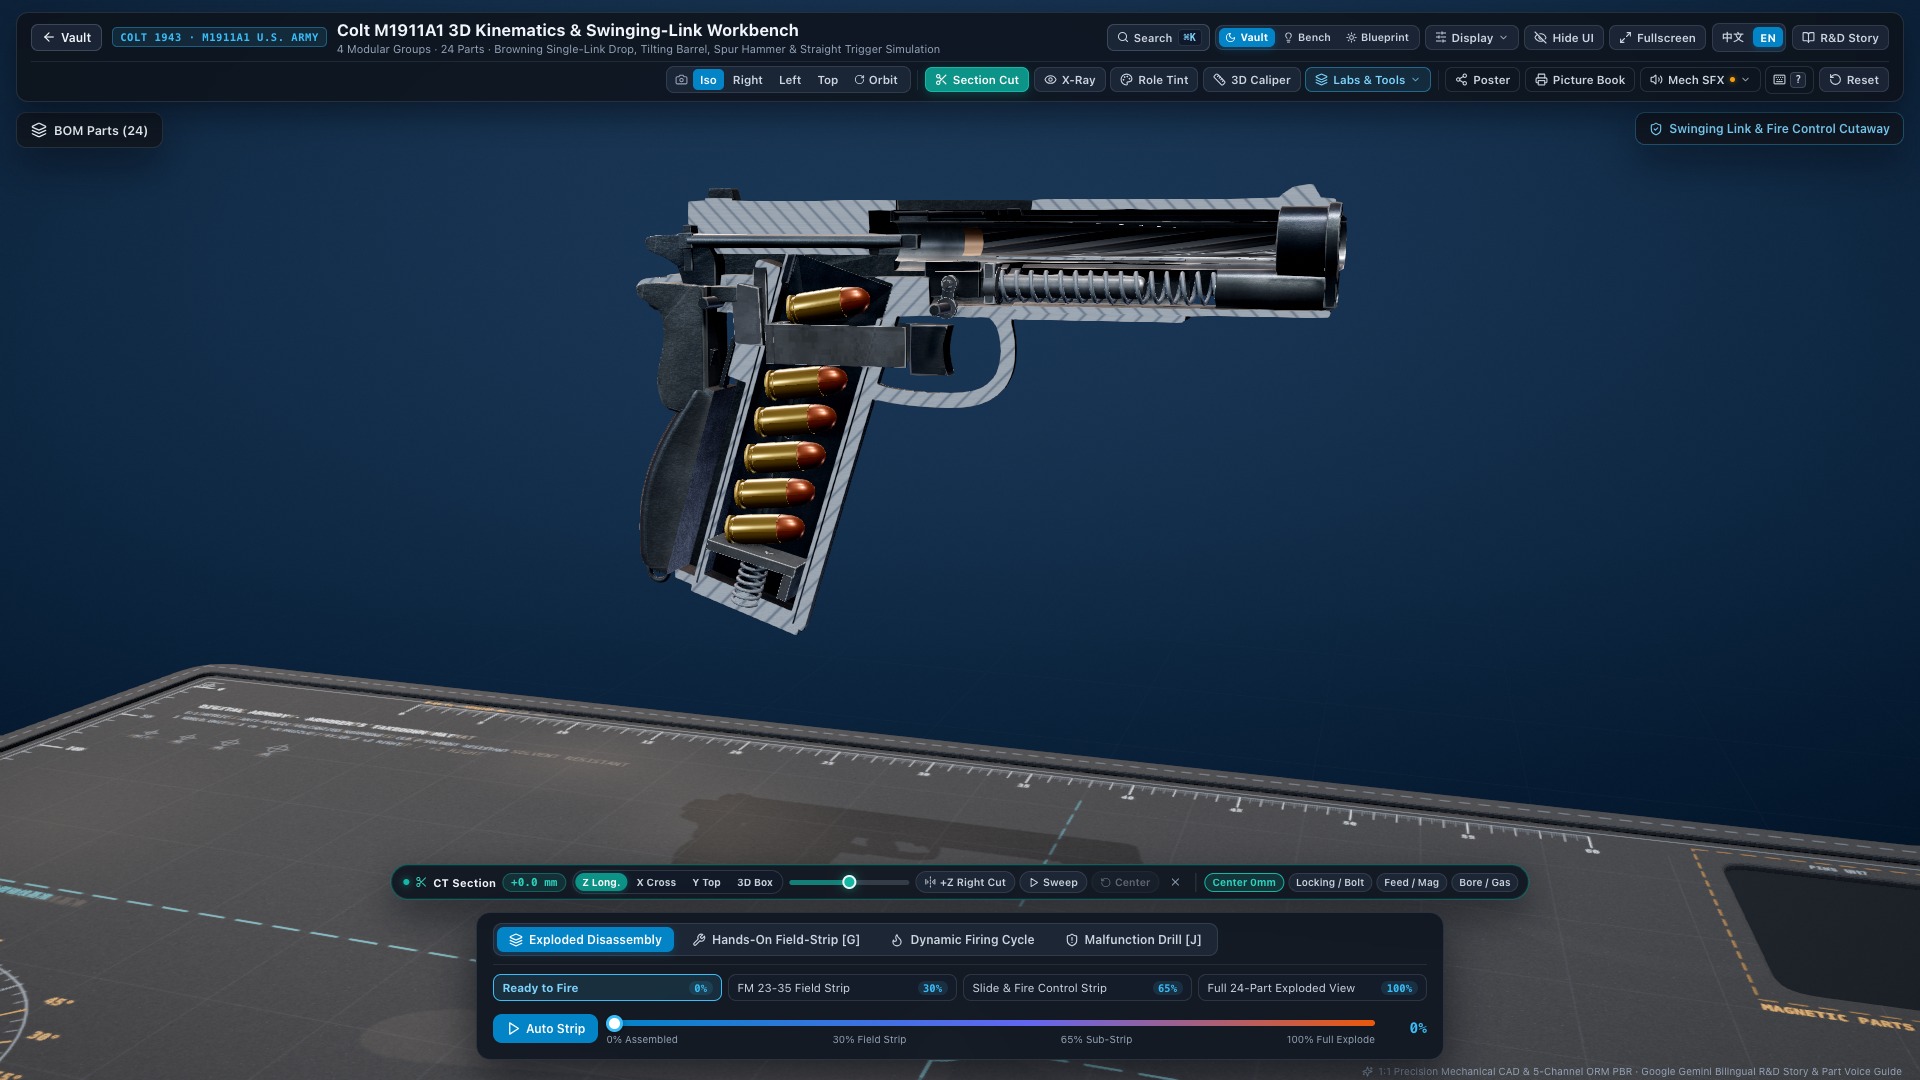 Vault
COLT 1943 · M1911A1 U.S. ARMY
Colt M1911A1 3D Kinematics & Swinging-Link Workbench
4 Modular Groups · 24 Parts · Browning Single-Link Drop, Tilting Barrel, Spur Hammer & Straight Trigger Simulation
Search ⌘K
Vault Bench Blueprint
Display
Hide UI
Fullscreen
中文 EN
R&D Story
Iso Right Left Top Orbit
Section Cut
X-Ray
Role Tint
3D Caliper
Labs & Tools
Poster
Picture Book
Mech SFX
?
Reset
BOM Parts (24)
Swinging Link & Fire Control Cutaway
CT Section +0.0 mm
Z Long. X Cross Y Top 3D Box
+Z Right Cut
Sweep
Center
Center 0mm
Locking / Bolt
Feed / Mag
Bore / Gas
Exploded Disassembly
Hands-On Field-Strip [G]
Dynamic Firing Cycle
Malfunction Drill [J]
Ready to Fire 0%
FM 23-35 Field Strip 30%
Slide & Fire Control Strip 65%
Full 24-Part Exploded View 100%
Auto Strip
0%
0% Assembled
30% Field Strip
65% Sub-Strip
100% Full Explode
45°
30°
MAGNETIC PARTS
1:1 Precision Mechanical CAD & 5-Channel ORM PBR · Google Gemini Bilingual R&D Story & Part Voice Guide